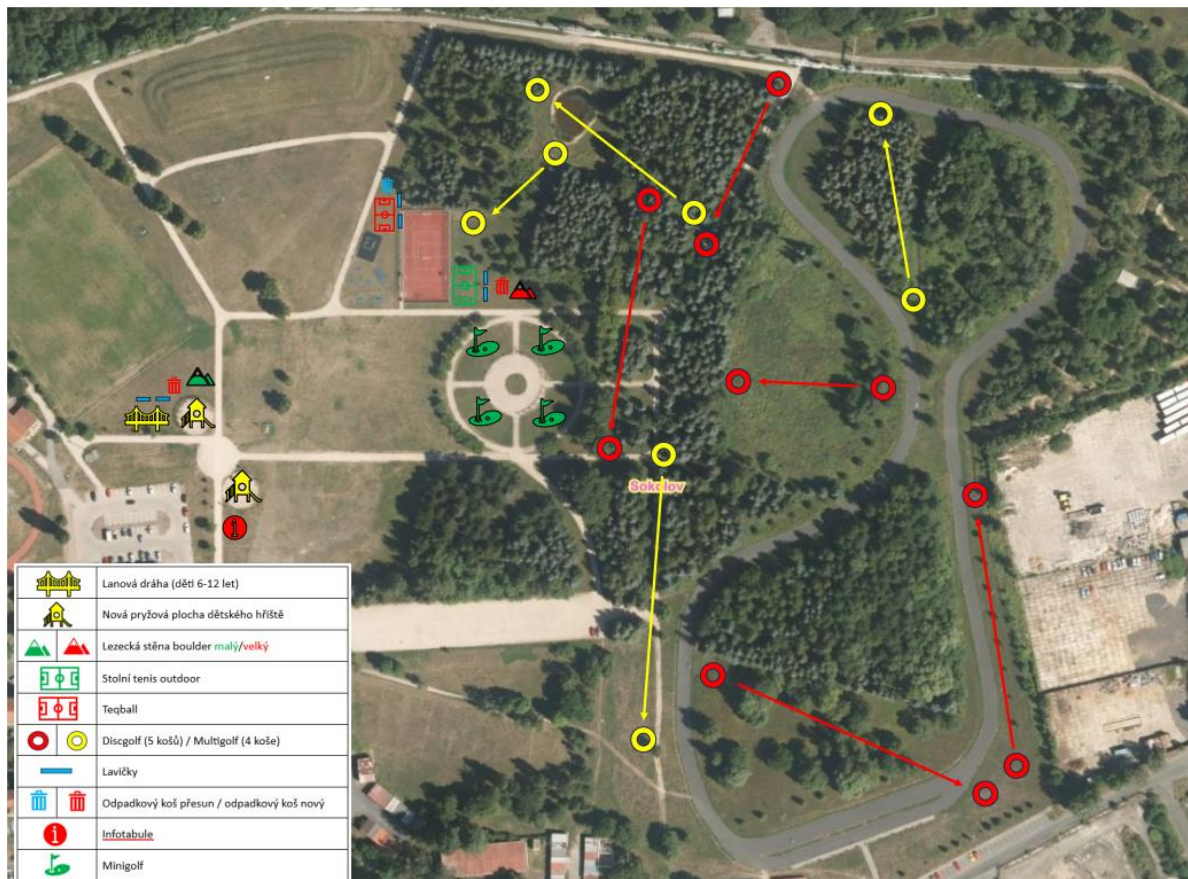 Sokolov
Lanová dráha (děti 6-12 let)
Nová pryžová plocha dětského hřiště
Lezecká stěna boulder malý/velký
Stolní tenis outdoor
Teqball
Discgolf (5 košů) / Multigolf (4 koše)
Lavičky
Odpadkový koš přesun / odpadkový koš nový
Infotabule
Minigolf